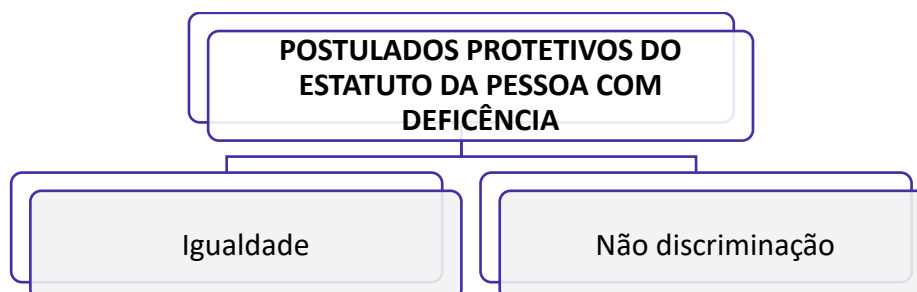 POSTULADOS PROTETIVOS DO
ESTATUTO DA PESSOA COM
DEFICÊNCIA
Igualdade
Não discriminação